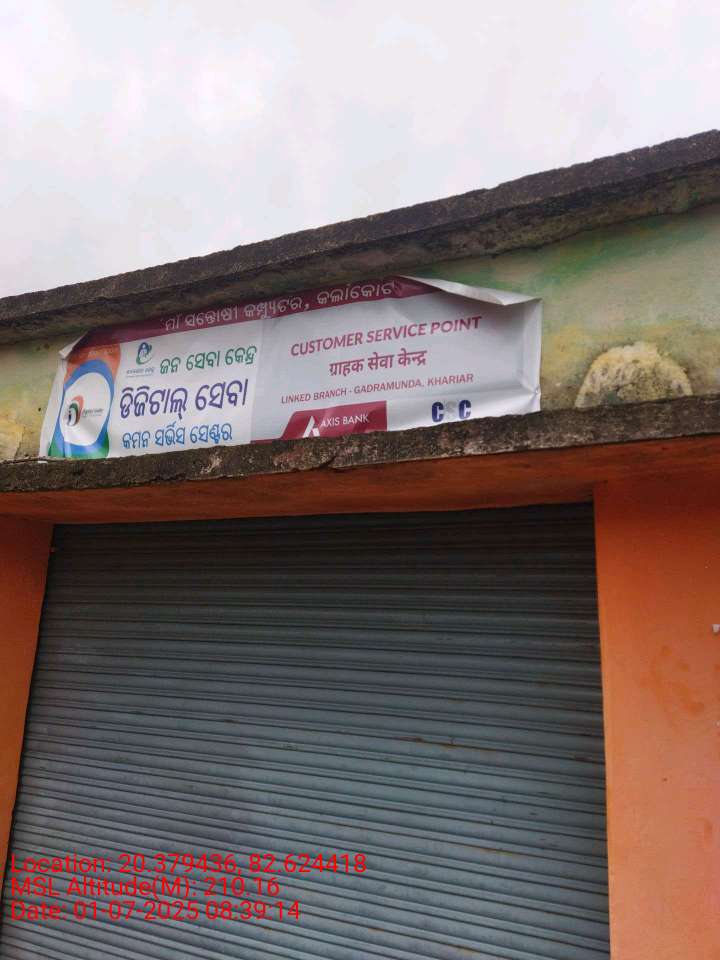 ମାଁ ସନ୍ତୋଷୀ କମ୍ପ୍ୟୁଟର, କର୍ଲାକୋଟ
ଜନ ସେବା କେନ୍ଦ୍ର
ଡିଜିଟାଲ୍ ସେବା
କମନ ସର୍ଭିସ ସେଣ୍ଟର
CUSTOMER SERVICE POINT
ग्राहक सेवा केन्द्र
LINKED BRANCH - GADRAMUNDA, KHARIAR
AXIS BANK
CSC
Location: 20.379436, 82.624418
MSL Altitude(M): 210.16
Date: 01-07-2025 08:39:14